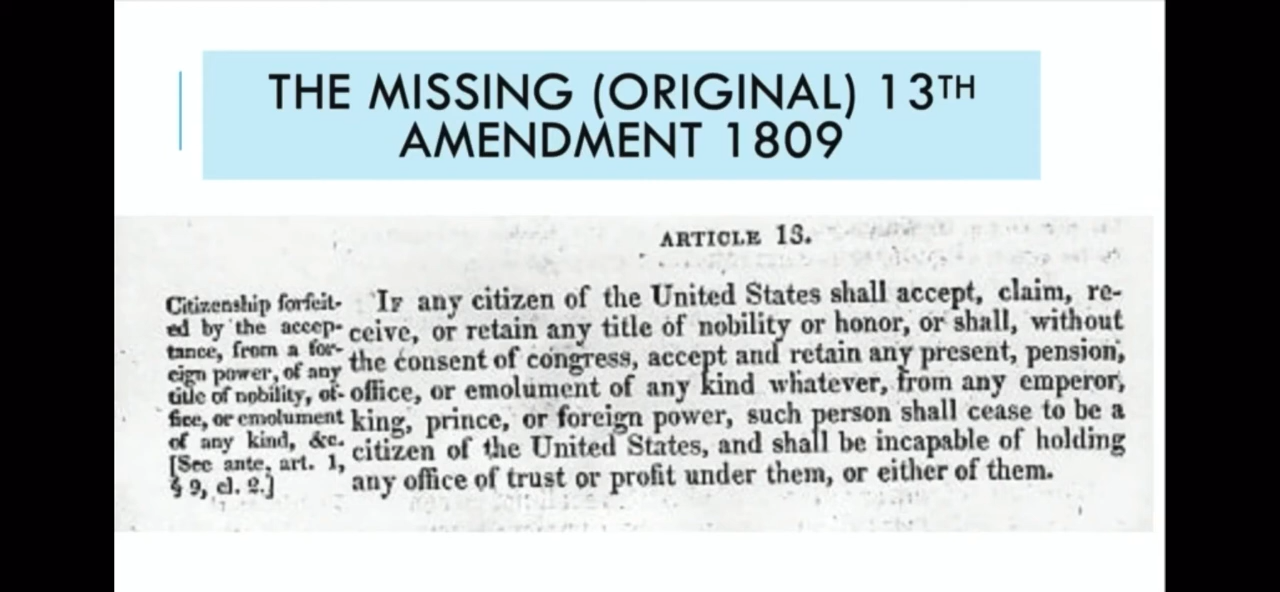 THE MISSING (ORIGINAL) 13TH
AMENDMENT 1809
ARTICLE 13.
Citizenship forfeit-
ed by the accep-
tance, from a for-
eign power, of any
title of nobility, of-
fice, or emolument
of any kind, &c.
[See ante, art. 1,
§ 9, cl. 2.]
If any citizen of the United States shall accept, claim, re-
ceive, or retain any title of nobility or honor, or shall, without
the consent of congress, accept and retain any present, pension,
office, or emolument of any kind whatever, from any emperor,
king, prince, or foreign power, such person shall cease to be a
citizen of the United States, and shall be incapable of holding
any office of trust or profit under them, or either of them.